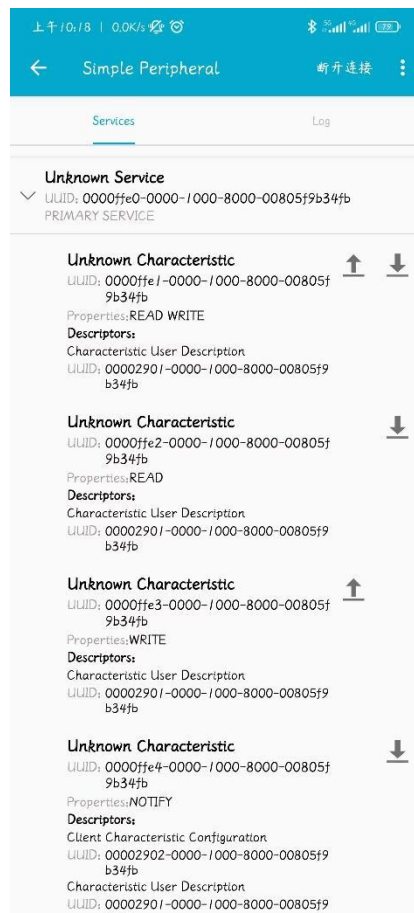 上午10:18 | 0.0K/s
5G 4G 79
Simple Peripheral 断开连接
Services Log
Unknown Service
UUID: 0000ffe0-0000-1000-8000-00805f9b34fb
PRIMARY SERVICE
Unknown Characteristic
UUID: 0000ffe1-0000-1000-8000-00805f
9b34fb
Properties:READ WRITE
Descriptors:
Characteristic User Description
UUID: 00002901-0000-1000-8000-00805f9
b34fb
Unknown Characteristic
UUID: 0000ffe2-0000-1000-8000-00805f
9b34fb
Properties:READ
Descriptors:
Characteristic User Description
UUID: 00002901-0000-1000-8000-00805f9
b34fb
Unknown Characteristic
UUID: 0000ffe3-0000-1000-8000-00805f
9b34fb
Properties:WRITE
Descriptors:
Characteristic User Description
UUID: 00002901-0000-1000-8000-00805f9
b34fb
Unknown Characteristic
UUID: 0000ffe4-0000-1000-8000-00805f
9b34fb
Properties:NOTIFY
Descriptors:
Client Characteristic Configuration
UUID: 00002902-0000-1000-8000-00805f9
b34fb
Characteristic User Description
UUID: 00002901-0000-1000-8000-00805f9